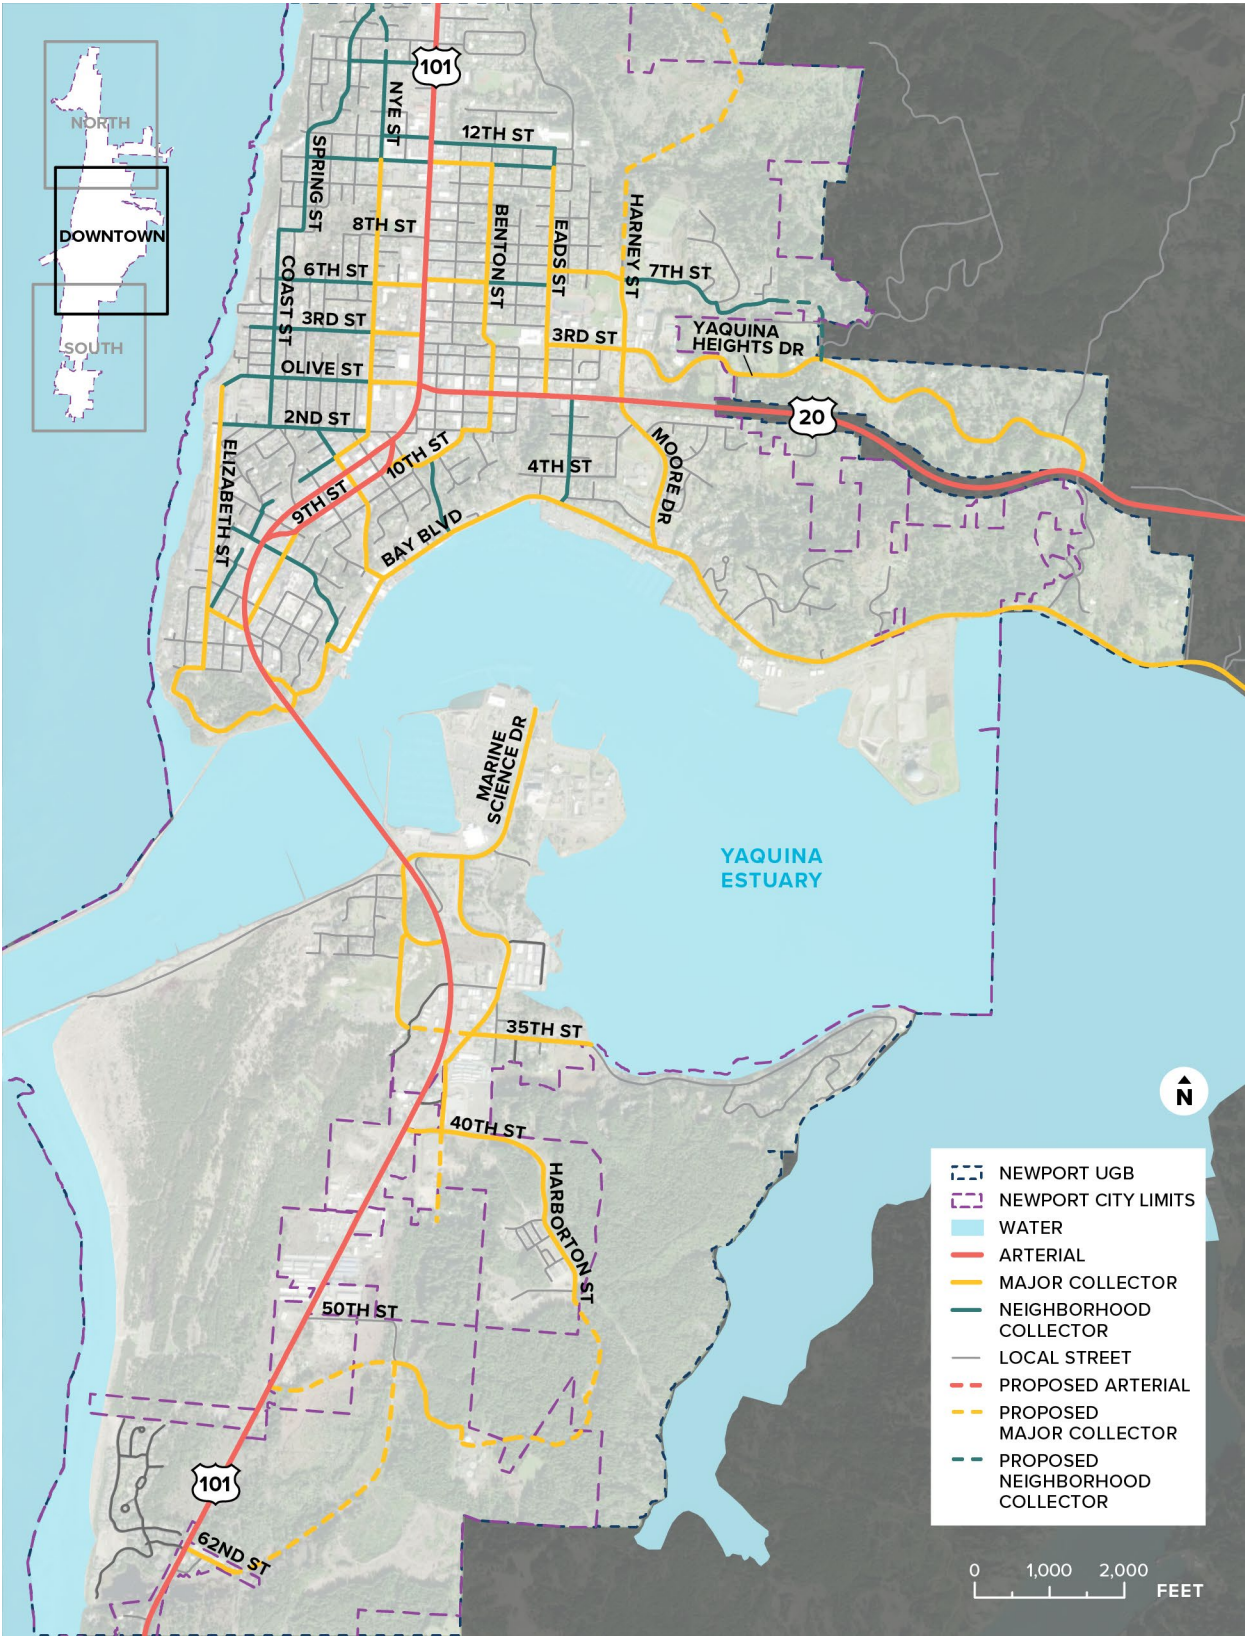 101
NYE ST
NORTH
12TH ST
SPRING ST
HARNEY ST
8TH ST
BENTON ST
EADS ST
DOWNTOWN
COAST ST
6TH ST
7TH ST
3RD ST
3RD ST
YAQUINA
HEIGHTS DR
SOUTH
OLIVE ST
2ND ST
20
ELIZABETH ST
10TH ST
4TH ST
MOORE DR
9TH ST
BAY BLVD
MARINE
SCIENCE DR
YAQUINA
ESTUARY
35TH ST
N
40TH ST
HARBORTON ST
50TH ST
101
62ND ST
NEWPORT UGB
NEWPORT CITY LIMITS
WATER
ARTERIAL
MAJOR COLLECTOR
NEIGHBORHOOD
COLLECTOR
LOCAL STREET
PROPOSED ARTERIAL
PROPOSED
MAJOR COLLECTOR
PROPOSED
NEIGHBORHOOD
COLLECTOR
0 1,000 2,000
FEET